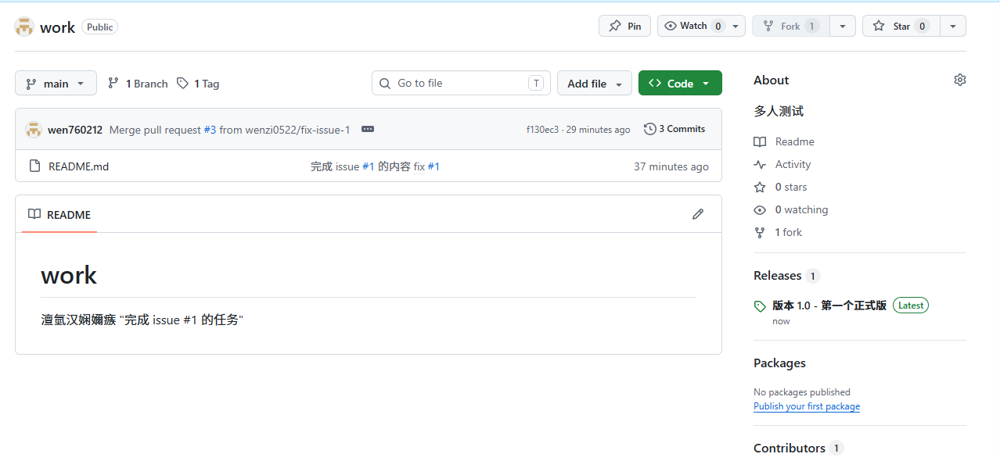 work Public Pin Watch 0 Fork 1 Star 0
main 1 Branch 1 Tag Go to file T Add file Code
wen760212 Merge pull request #3 from wenzi0522/fix-issue-1 f130ec3 · 29 minutes ago 3 Commits
README.md 完成 issue #1 的内容 fix #1 37 minutes ago
README
work
澶氫汉娴嬭瘯 "完成 issue #1 的任务"
About
多人测试
Readme
Activity
0 stars
0 watching
1 fork
Releases 1
版本 1.0 - 第一个正式版 Latest
now
Packages
No packages published
Publish your first package
Contributors 1